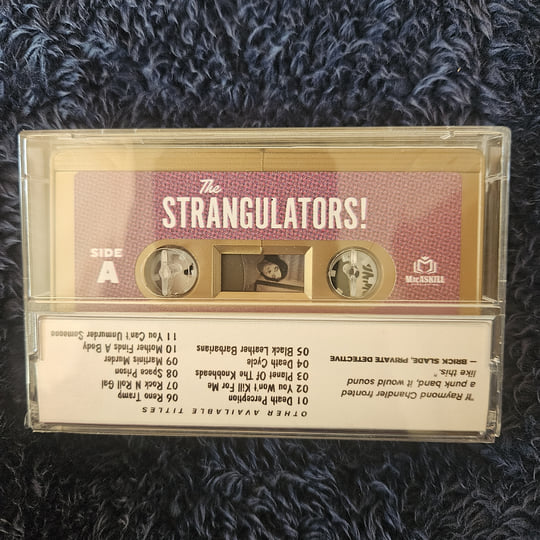 The
STRANGULATORS!
SIDE
A
MacASKILL
OTHER AVAILABLE TITLES
01 Death Perception
02 You Won't Kill For Me
03 Planet Of The Knobheads
04 Death Cycle
05 Black Leather Barbarians
06 Reno Tramp
07 Rock N Roll Gal
08 Space Prison
09 Martinis Murder
10 Mother Finds A Body
11 You Can't Unmurder Someone
"If Raymond Chandler fronted
a punk band, it would sound
like this."
— BRICK SLADE, PRIVATE DETECTIVE